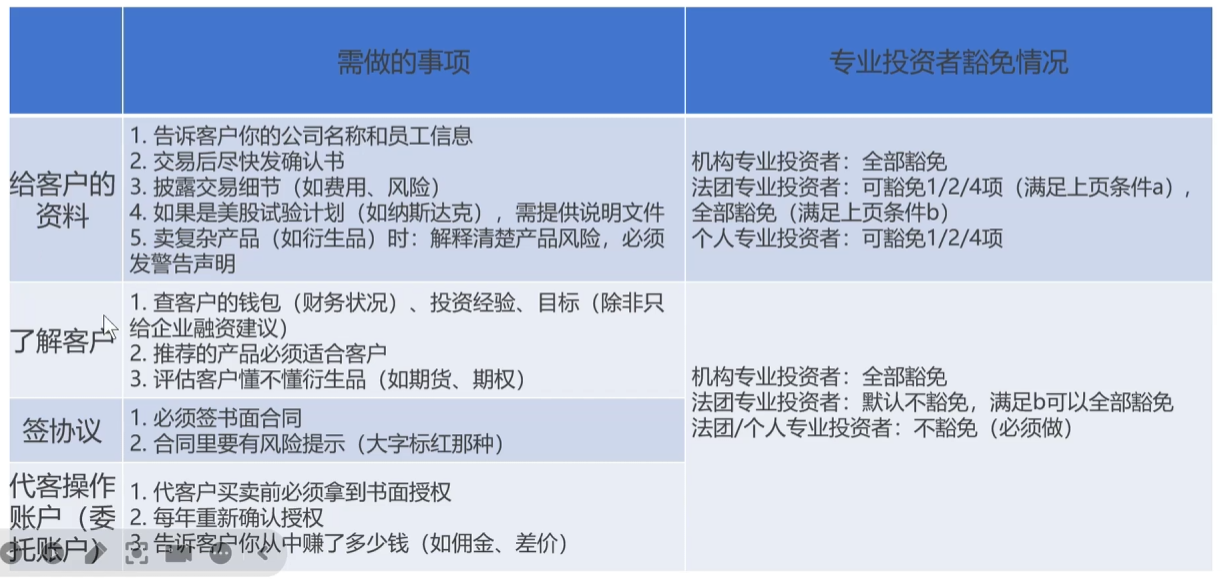 需做的事项
专业投资者豁免情况
给客户的
资料
1. 告诉客户你的公司名称和员工信息
2. 交易后尽快发确认书
3. 披露交易细节（如费用、风险）
4. 如果是美股试验计划（如纳斯达克），需提供说明文件
5. 卖复杂产品（如衍生品）时：解释清楚产品风险，必须
发警告声明
机构专业投资者：全部豁免
法团专业投资者：可豁免1/2/4项（满足上页条件a），
全部豁免（满足上页条件b）
个人专业投资者：可豁免1/2/4项
了解客户
1. 查客户的钱包（财务状况）、投资经验、目标（除非只
给企业融资建议）
2. 推荐的产品必须适合客户
3. 评估客户懂不懂衍生品（如期货、期权）
机构专业投资者：全部豁免
法团专业投资者：默认不豁免，满足b可以全部豁免
法团/个人专业投资者：不豁免（必须做）
签协议
1. 必须签书面合同
2. 合同里要有风险提示（大字标红那种）
代客操作
账户（委
托账户）
1. 代客户买卖前必须拿到书面授权
2. 每年重新确认授权
3. 告诉客户你从中赚了多少钱（如佣金、差价）